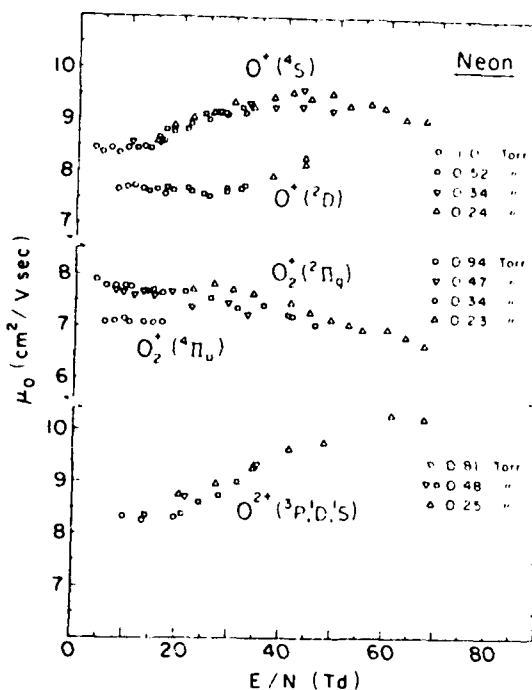 Neon
O⁺(⁴S)
10
9
8
7
1.0 Torr
0.52 "
0.34 "
0.24 "
O⁺(²D)
O₂⁺(²Πg)
8
7
6
0.94 Torr
0.47 "
0.34 "
0.23 "
O₂⁺(⁴Πu)
μ₀ (cm²/V sec)
10
9
8
7
0.81 Torr
0.48 "
0.25 "
O²⁺(³P,¹D,¹S)
0 20 40 60 80
E/N (Td)